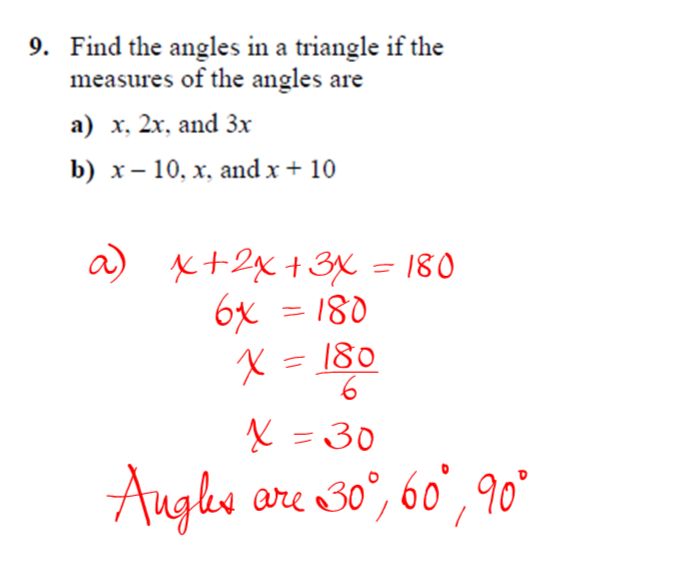 9. Find the angles in a triangle if the
measures of the angles are
a) x, 2x, and 3x
b) x – 10, x, and x + 10
a) x+2x+3x = 180
6x = 180
x = 180/6
x = 30
Angles are 30°, 60°, 90°